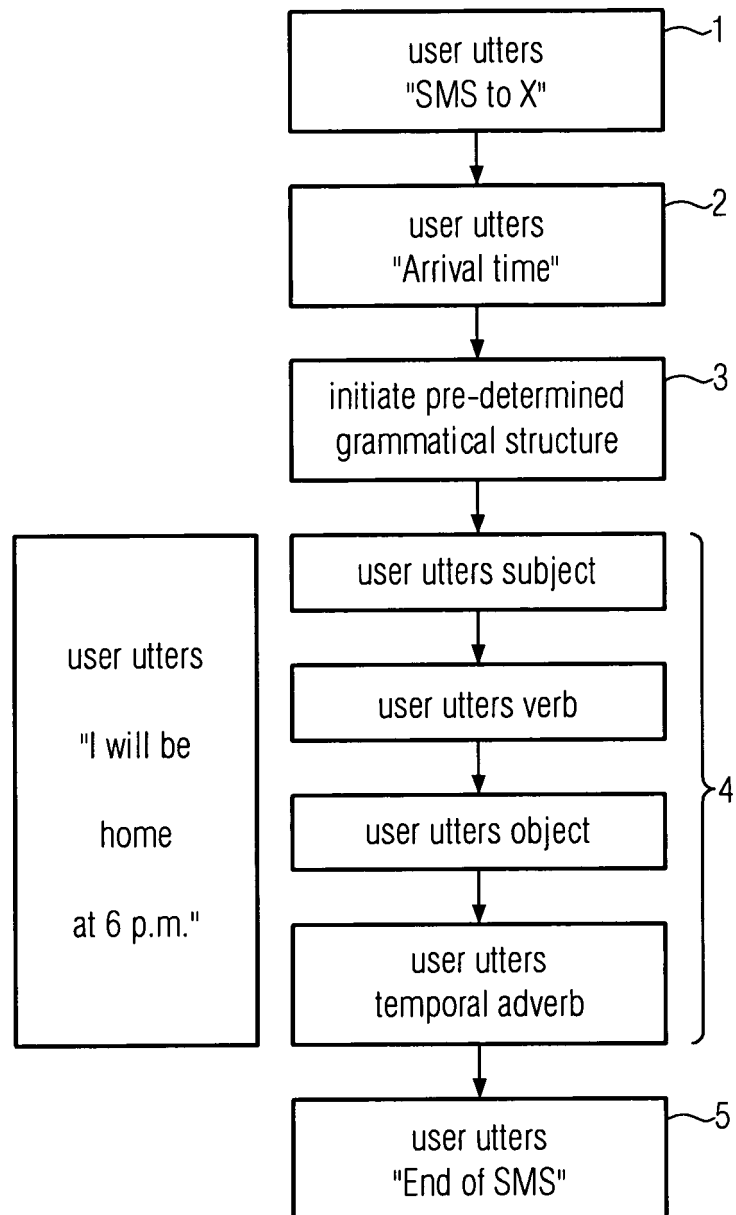 user utters
"SMS to X"
1
user utters
"Arrival time"
2
initiate pre-determined
grammatical structure
3
user utters
"I will be
home
at 6 p.m."
user utters subject
user utters verb
user utters object
user utters
temporal adverb
4
user utters
"End of SMS"
5